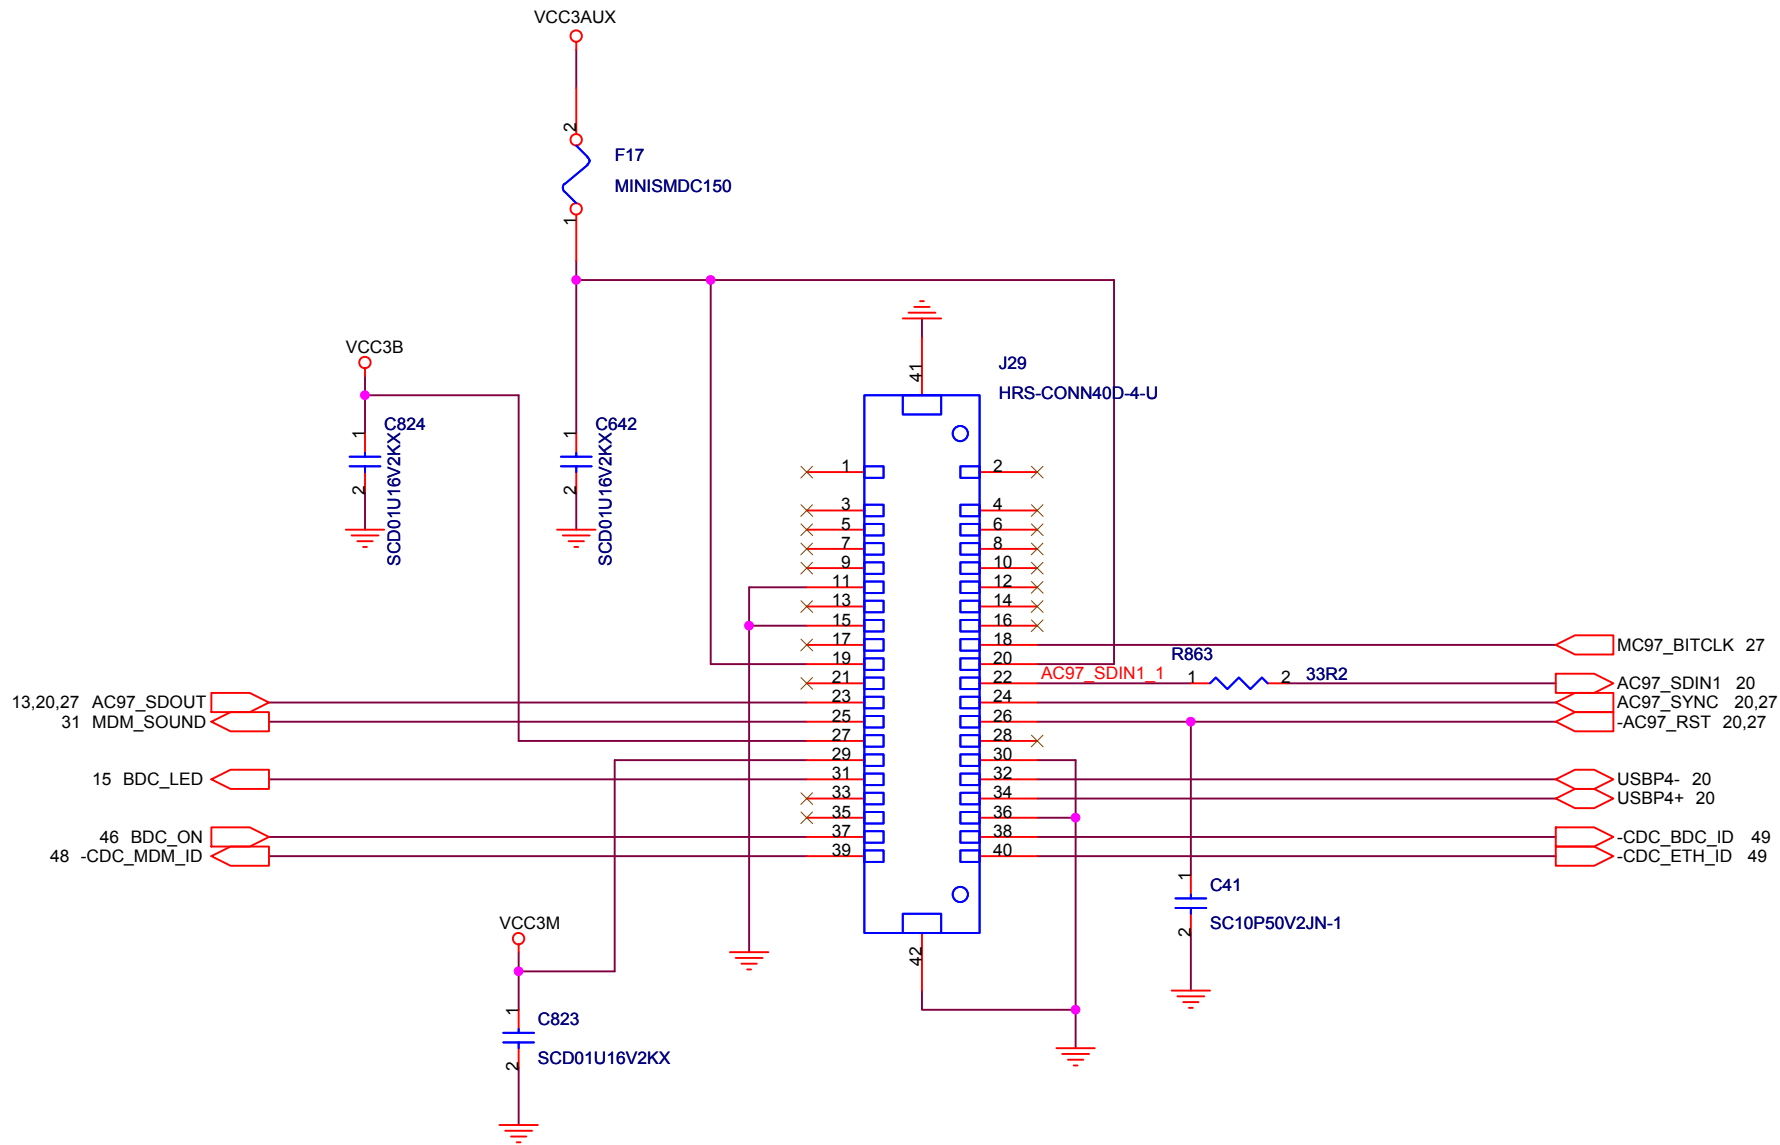 VCC3AUX
2
F17
MINISMDC150
1
VCC3B
41
J29
HRS-CONN40D-4-U
1
C824
SCD01U16V2KX
2
1
C642
SCD01U16V2KX
2
1 2
3 4
5 6
7 8
9 10
11 12
13 14
15 16
17 18 MC97_BITCLK 27
19 20
R863
21 22 AC97_SDIN1_1 1 2 33R2 AC97_SDIN1 20
13,20,27 AC97_SDOUT 23 24 AC97_SYNC 20,27
31 MDM_SOUND 25 26 -AC97_RST 20,27
27 28
29 30
15 BDC_LED 31 32 USBP4- 20
33 34 USBP4+ 20
35 36
46 BDC_ON 37 38 -CDC_BDC_ID 49
48 -CDC_MDM_ID 39 40 -CDC_ETH_ID 49
1
C41
SC10P50V2JN-1
2
VCC3M
42
1
C823
SCD01U16V2KX
2